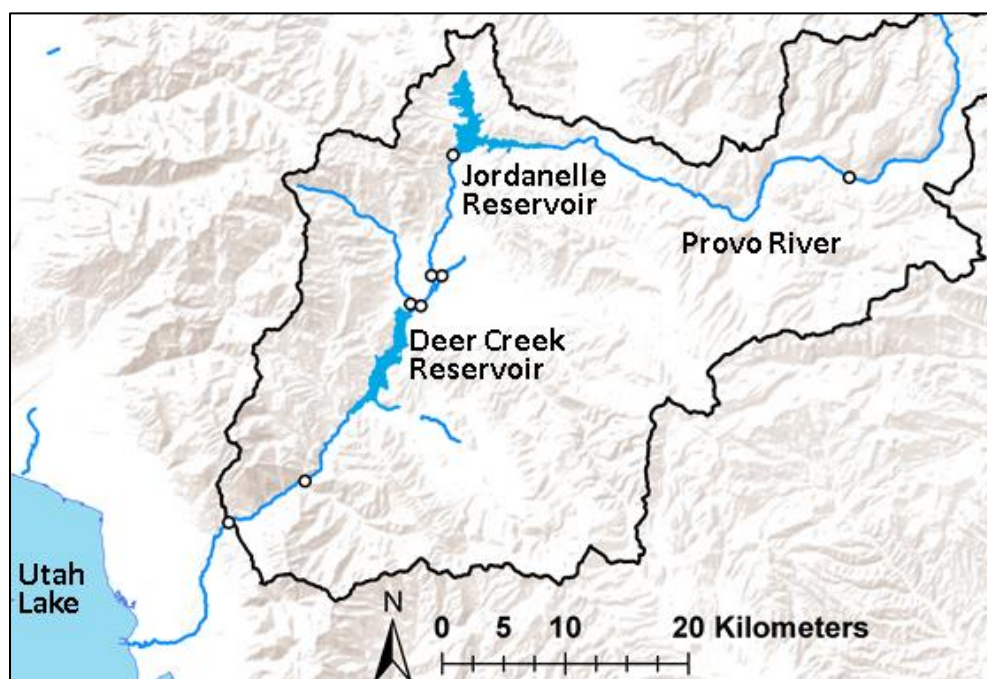 Jordanelle
Reservoir
Provo River
Deer Creek
Reservoir
Utah
Lake
N
0 5 10 20 Kilometers